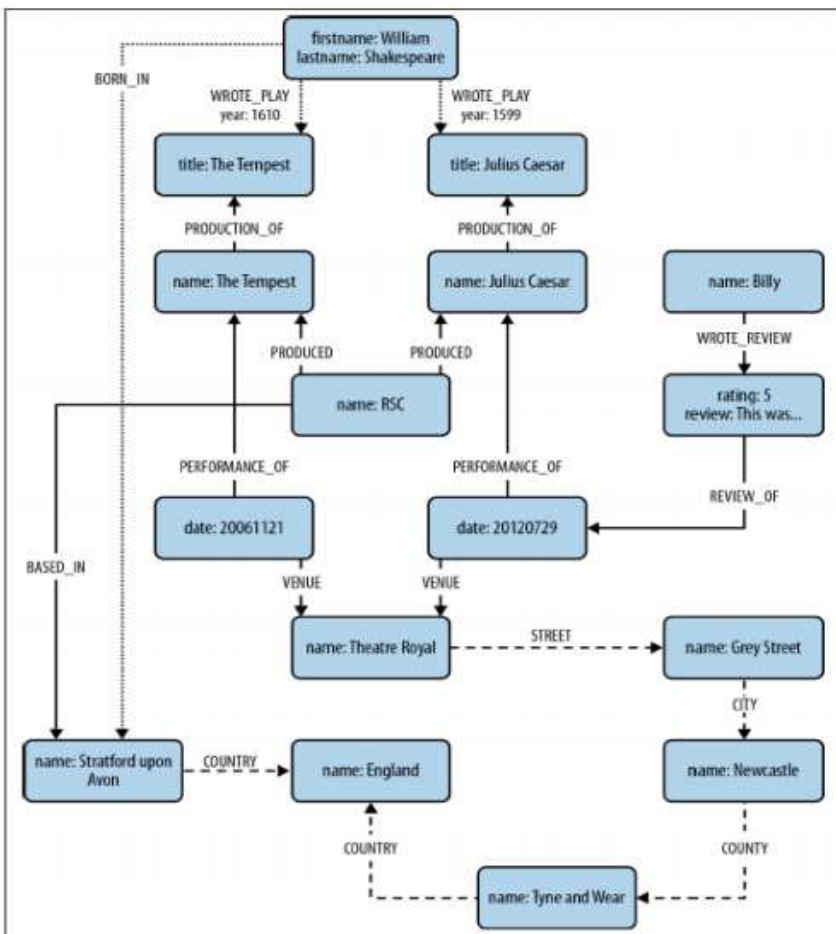 firstname: William
lastname: Shakespeare
BORN_IN
WROTE_PLAY
year: 1610
WROTE_PLAY
year: 1599
title: The Tempest
title: Julius Caesar
PRODUCTION_OF
PRODUCTION_OF
name: The Tempest
name: Julius Caesar
name: Billy
WROTE_REVIEW
PRODUCED
PRODUCED
name: RSC
rating: 5
review: This was...
PERFORMANCE_OF
PERFORMANCE_OF
REVIEW_OF
date: 20061121
date: 20120729
BASED_IN
VENUE
VENUE
name: Theatre Royal
STREET
name: Grey Street
CITY
name: Stratford upon
Avon
COUNTRY
name: England
name: Newcastle
COUNTRY
COUNTY
name: Tyne and Wear